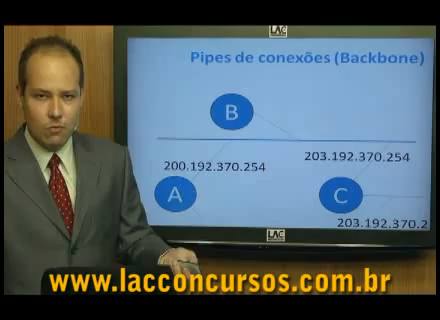 LAC
Pipes de conexões (Backbone)
B
200.192.370.254
203.192.370.254
A
C
203.192.370.2
LAC
www.lacconcursos.com.br